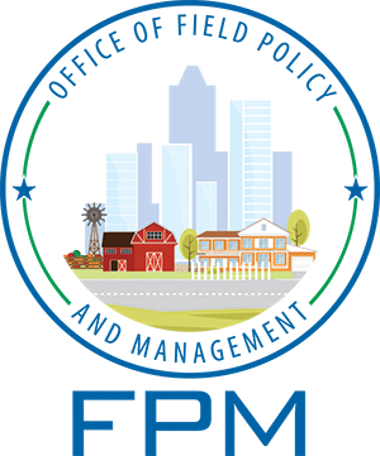 OFFICE OF FIELD POLICY
AND MANAGEMENT
FPM